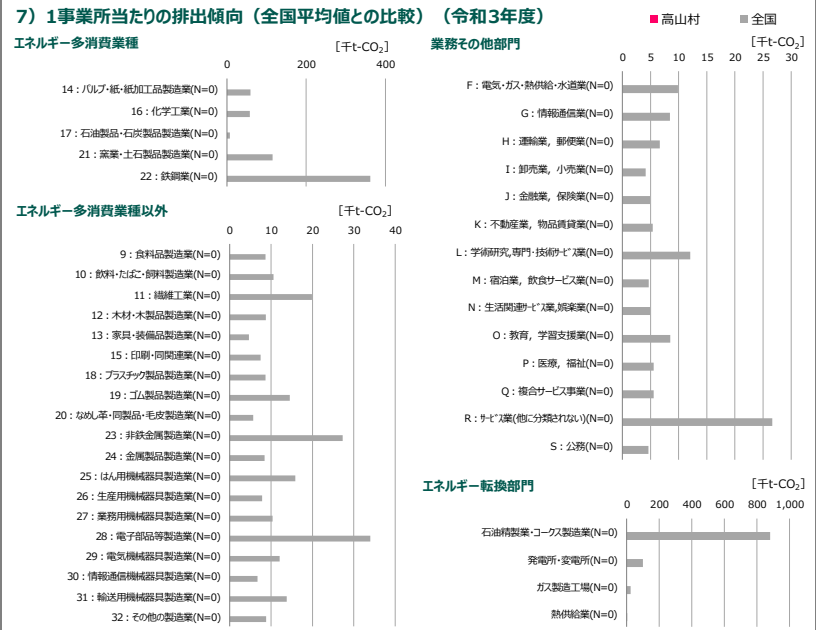 7）1事業所当たりの排出傾向（全国平均値との比較）（令和3年度）
■高山村 ■全国
エネルギー多消費業種
[千t-CO₂]
0 200 400
14：パルプ・紙・紙加工品製造業(N=0)
16：化学工業(N=0)
17：石油製品・石炭製品製造業(N=0)
21：窯業・土石製品製造業(N=0)
22：鉄鋼業(N=0)
エネルギー多消費業種以外
[千t-CO₂]
0 10 20 30 40
9：食料品製造業(N=0)
10：飲料・たばこ・飼料製造業(N=0)
11：繊維工業(N=0)
12：木材・木製品製造業(N=0)
13：家具・装備品製造業(N=0)
15：印刷・同関連業(N=0)
18：プラスチック製品製造業(N=0)
19：ゴム製品製造業(N=0)
20：なめし革・同製品・毛皮製造業(N=0)
23：非鉄金属製造業(N=0)
24：金属製品製造業(N=0)
25：はん用機械器具製造業(N=0)
26：生産用機械器具製造業(N=0)
27：業務用機械器具製造業(N=0)
28：電子部品等製造業(N=0)
29：電気機械器具製造業(N=0)
30：情報通信機械器具製造業(N=0)
31：輸送用機械器具製造業(N=0)
32：その他の製造業(N=0)
業務その他部門
[千t-CO₂]
0 5 10 15 20 25 30
F：電気・ガス・熱供給・水道業(N=0)
G：情報通信業(N=0)
H：運輸業，郵便業(N=0)
I：卸売業，小売業(N=0)
J：金融業，保険業(N=0)
K：不動産業，物品賃貸業(N=0)
L：学術研究,専門・技術ｻｰﾋﾞｽ業(N=0)
M：宿泊業，飲食サービス業(N=0)
N：生活関連ｻｰﾋﾞｽ業,娯楽業(N=0)
O：教育，学習支援業(N=0)
P：医療，福祉(N=0)
Q：複合サービス事業(N=0)
R：ｻｰﾋﾞｽ業(他に分類されない)(N=0)
S：公務(N=0)
エネルギー転換部門
[千t-CO₂]
0 200 400 600 800 1,000
石油精製業・コークス製造業(N=0)
発電所・変電所(N=0)
ガス製造工場(N=0)
熱供給業(N=0)